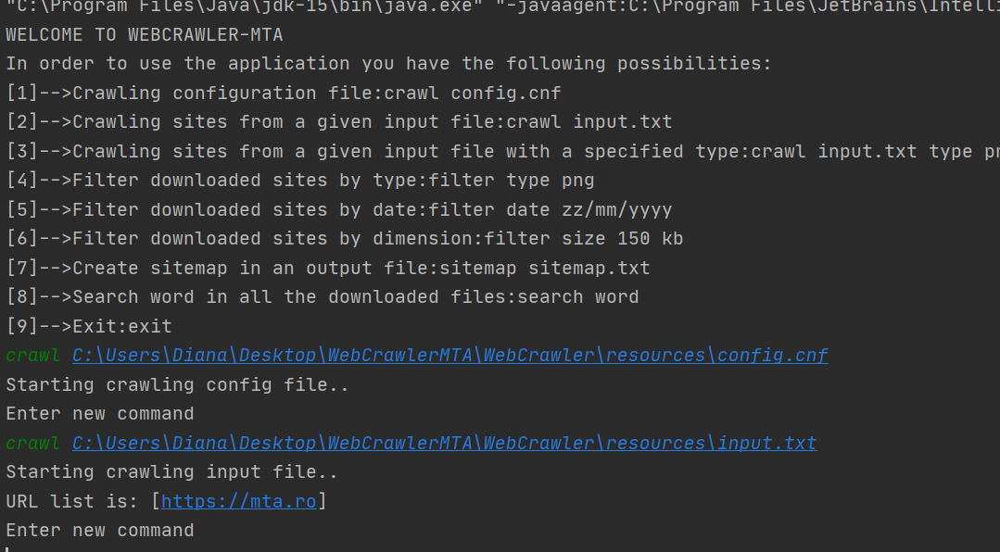 "C:\Program Files\Java\jdk-15\bin\java.exe" "-javaagent:C:\Program Files\JetBrains\Intelli
WELCOME TO WEBCRAWLER-MTA
In order to use the application you have the following possibilities:
[1]-->Crawling configuration file:crawl config.cnf
[2]-->Crawling sites from a given input file:crawl input.txt
[3]-->Crawling sites from a given input file with a specified type:crawl input.txt type pn
[4]-->Filter downloaded sites by type:filter type png
[5]-->Filter downloaded sites by date:filter date zz/mm/yyyy
[6]-->Filter downloaded sites by dimension:filter size 150 kb
[7]-->Create sitemap in an output file:sitemap sitemap.txt
[8]-->Search word in all the downloaded files:search word
[9]-->Exit:exit
crawl C:\Users\Diana\Desktop\WebCrawlerMTA\WebCrawler\resources\config.cnf
Starting crawling config file..
Enter new command
crawl C:\Users\Diana\Desktop\WebCrawlerMTA\WebCrawler\resources\input.txt
Starting crawling input file..
URL list is: [https://mta.ro]
Enter new command